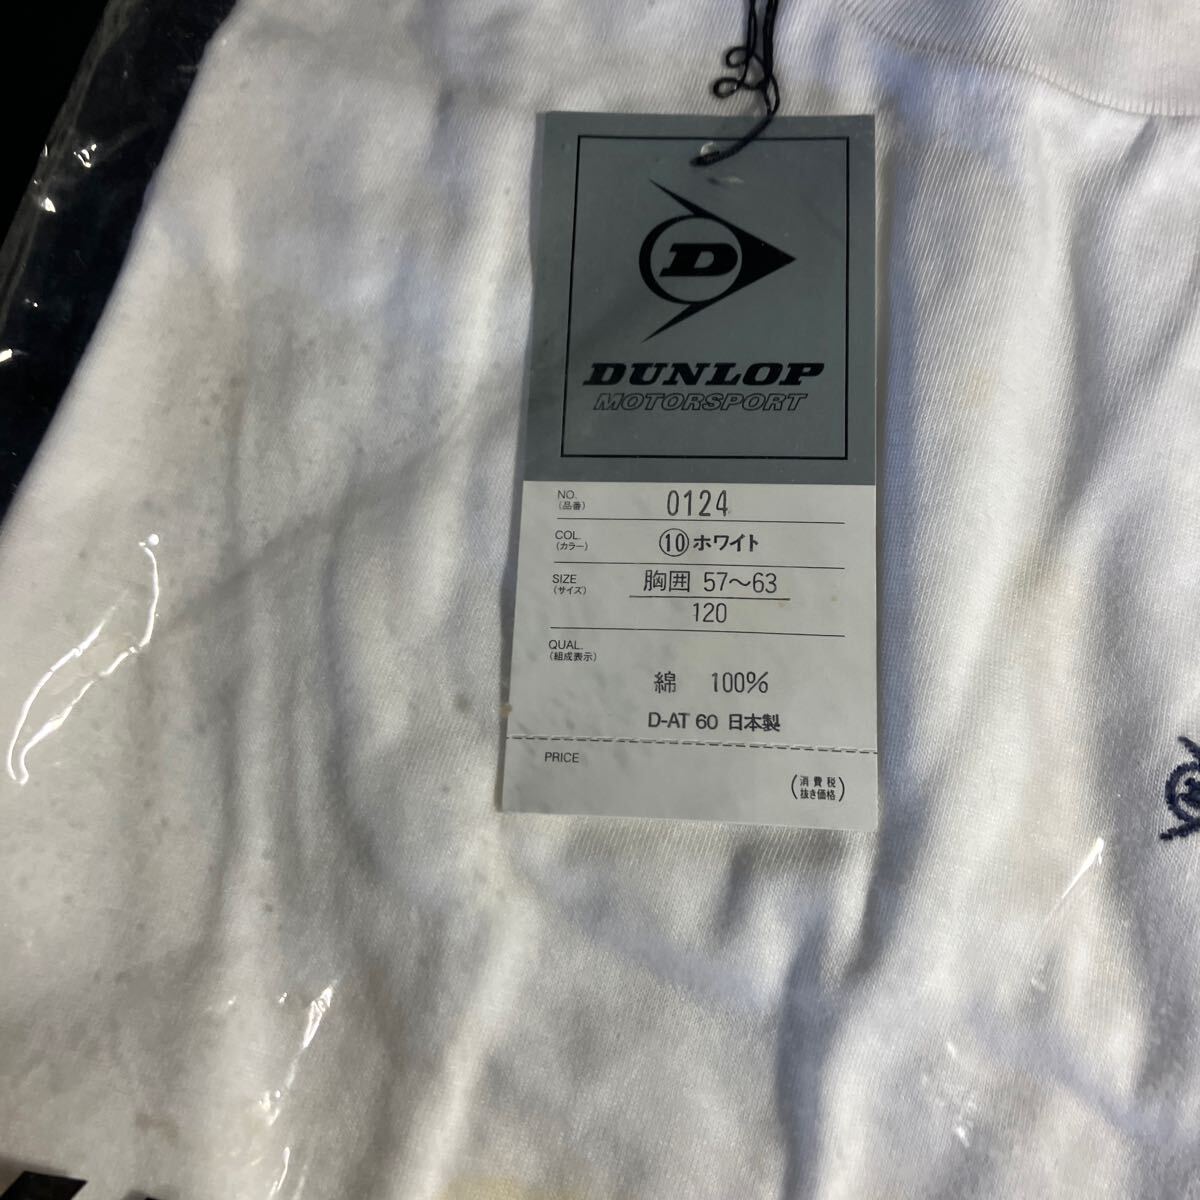 D
DUNLOP
MOTORSPORT
NO.
(品番)
0124
COL.
(カラー)
⑩ホワイト
SIZE
(サイズ)
胸囲 57〜63
120
QUAL.
(組成表示)
綿 100%
D-AT 60 日本製
PRICE
(消費税
抜き価格)